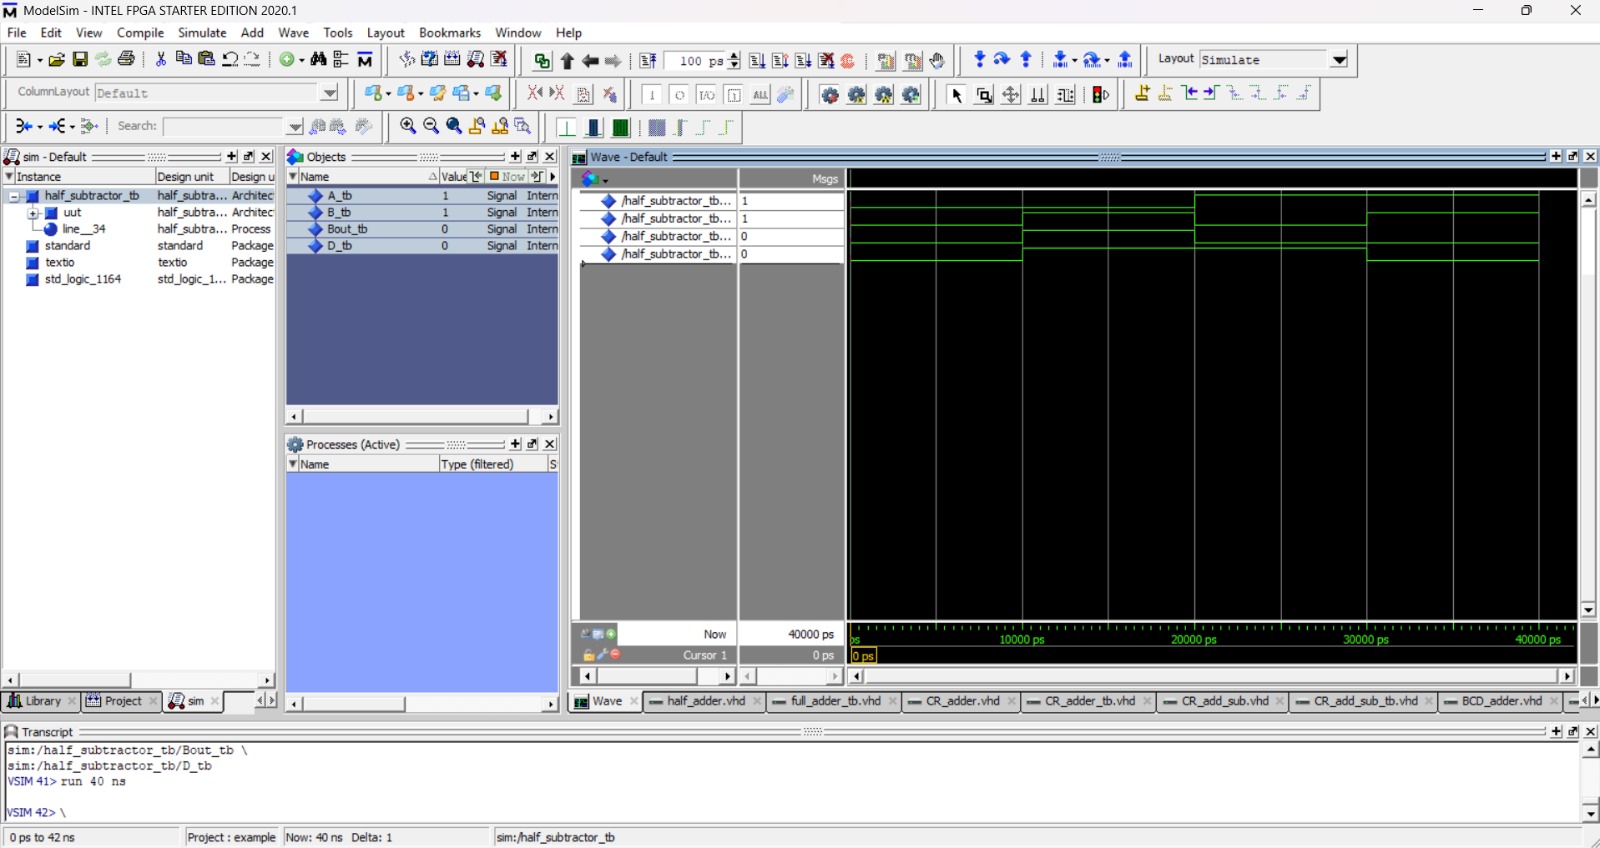 ModelSim - INTEL FPGA STARTER EDITION 2020.1
File Edit View Compile Simulate Add Wave Tools Layout Bookmarks Window Help
100 ps
Layout Simulate
ColumnLayout Default
Search:
sim - Default
Instance Design unit Design u
half_subtractor_tb half_subtra... Architec
uut half_subtra... Architec
line__34 half_subtra... Process
standard standard Package
textio textio Package
std_logic_1164 std_logic_1... Package
Objects
Name Value Now
A_tb 1 Signal Intern
B_tb 1 Signal Intern
Bout_tb 0 Signal Intern
D_tb 0 Signal Intern
Processes (Active)
Name Type (filtered) S
Wave - Default
Msgs
/half_subtractor_tb... 1
/half_subtractor_tb... 1
/half_subtractor_tb... 0
/half_subtractor_tb... 0
Now 40000 ps
Cursor 1 0 ps
ps 10000 ps 20000 ps 30000 ps 40000 ps
0 ps
Library Project sim
Wave half_adder.vhd full_adder_tb.vhd CR_adder.vhd CR_adder_tb.vhd CR_add_sub.vhd CR_add_sub_tb.vhd BCD_adder.vhd
Transcript
sim:/half_subtractor_tb/Bout_tb \
sim:/half_subtractor_tb/D_tb
VSIM 41> run 40 ns
VSIM 42> \
0 ps to 42 ns Project : example Now: 40 ns Delta: 1 sim:/half_subtractor_tb